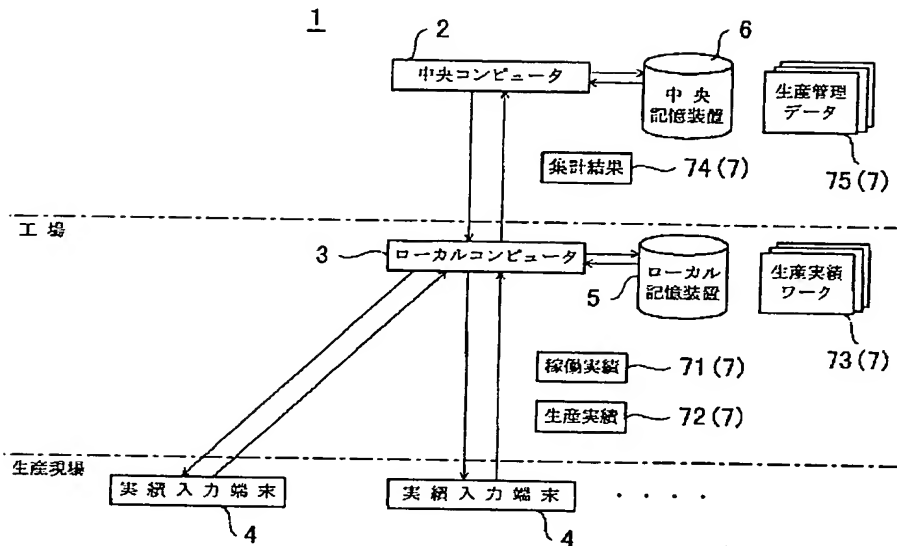 1
2
6
中央コンピュータ
中央
記憶装置
生産管理
データ
集計結果
74(7)
75(7)
工場
3
ローカルコンピュータ
5
ローカル
記憶装置
生産実績
ワーク
73(7)
稼働実績
71(7)
生産実績
72(7)
生産現場
実績入力端末
4
実績入力端末
4
・・・・・